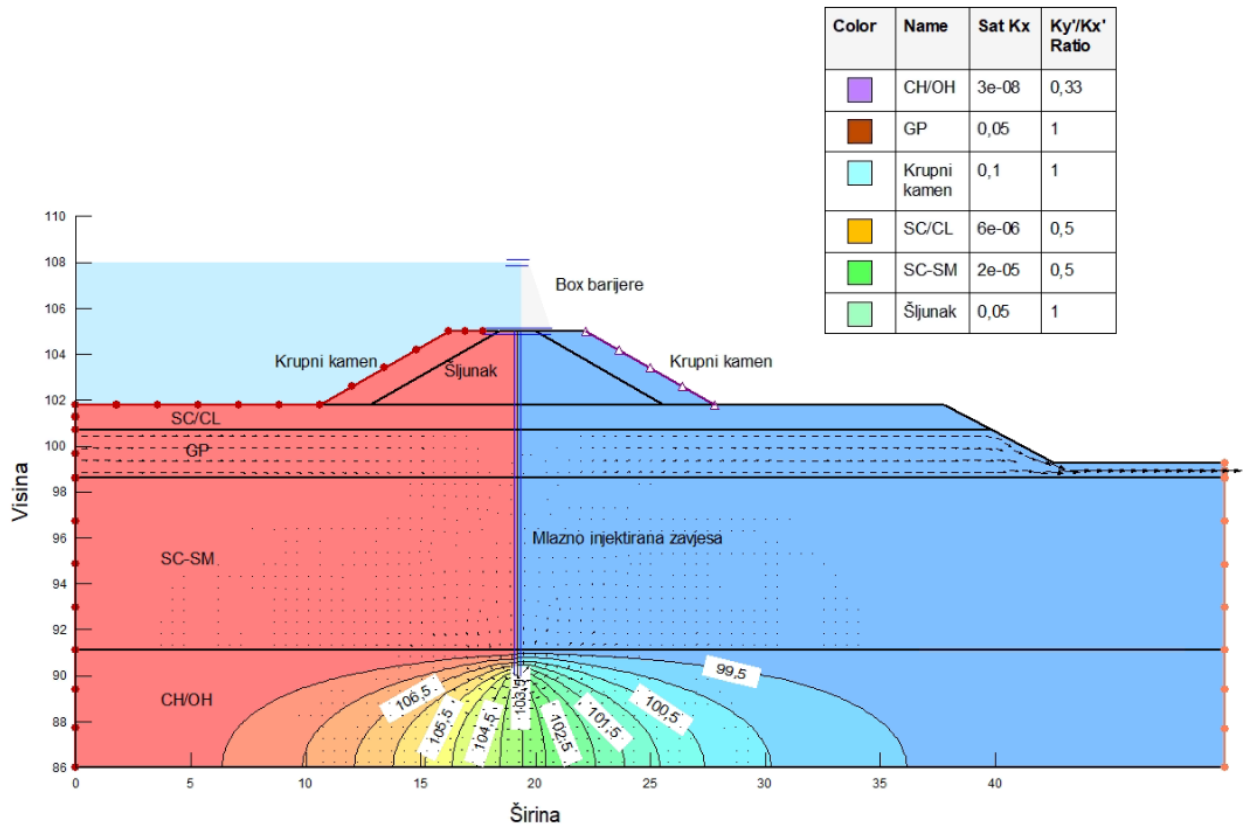 Color Name Sat Kx Ky'/Kx'
Ratio
CH/OH 3e-08 0,33
GP 0,05 1
Krupni 0,1 1
kamen
SC/CL 6e-06 0,5
SC-SM 2e-05 0,5
Šljunak 0,05 1
110
108
106
104
102
100
98
96
94
92
90
88
86
Visina
Box barijere
Krupni kamen
Šljunak
Krupni kamen
SC/CL
GP
SC-SM
Mlazno injektirana zavjesa
CH/OH
106,5
105,5
104,5
103,5
102,5
101,5
100,5
99,5
0 5 10 15 20 25 30 35 40
Širina